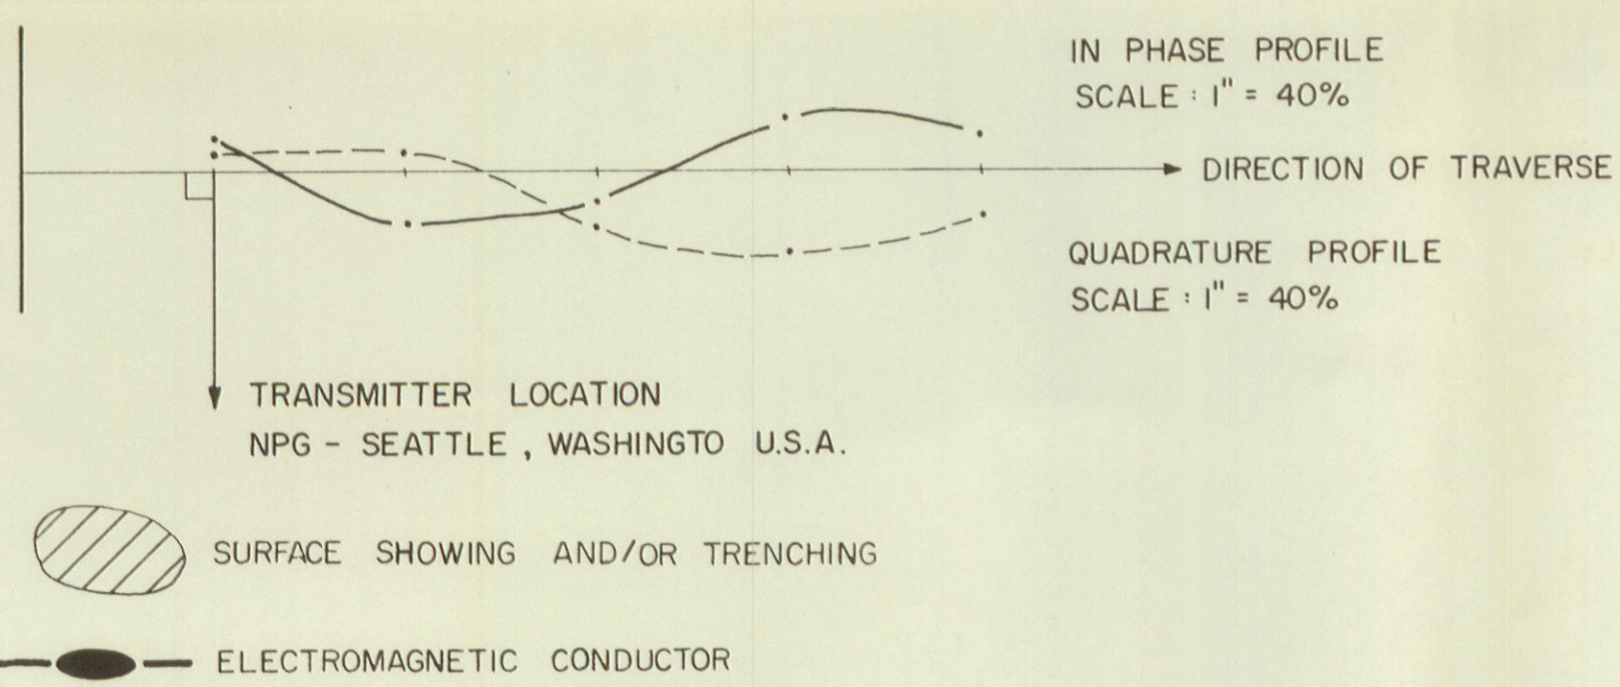 IN PHASE PROFILE
SCALE : 1" = 40%
DIRECTION OF TRAVERSE
QUADRATURE PROFILE
SCALE : 1" = 40%
TRANSMITTER LOCATION
NPG - SEATTLE , WASHINGTO U.S.A.
SURFACE SHOWING AND/OR TRENCHING
ELECTROMAGNETIC CONDUCTOR